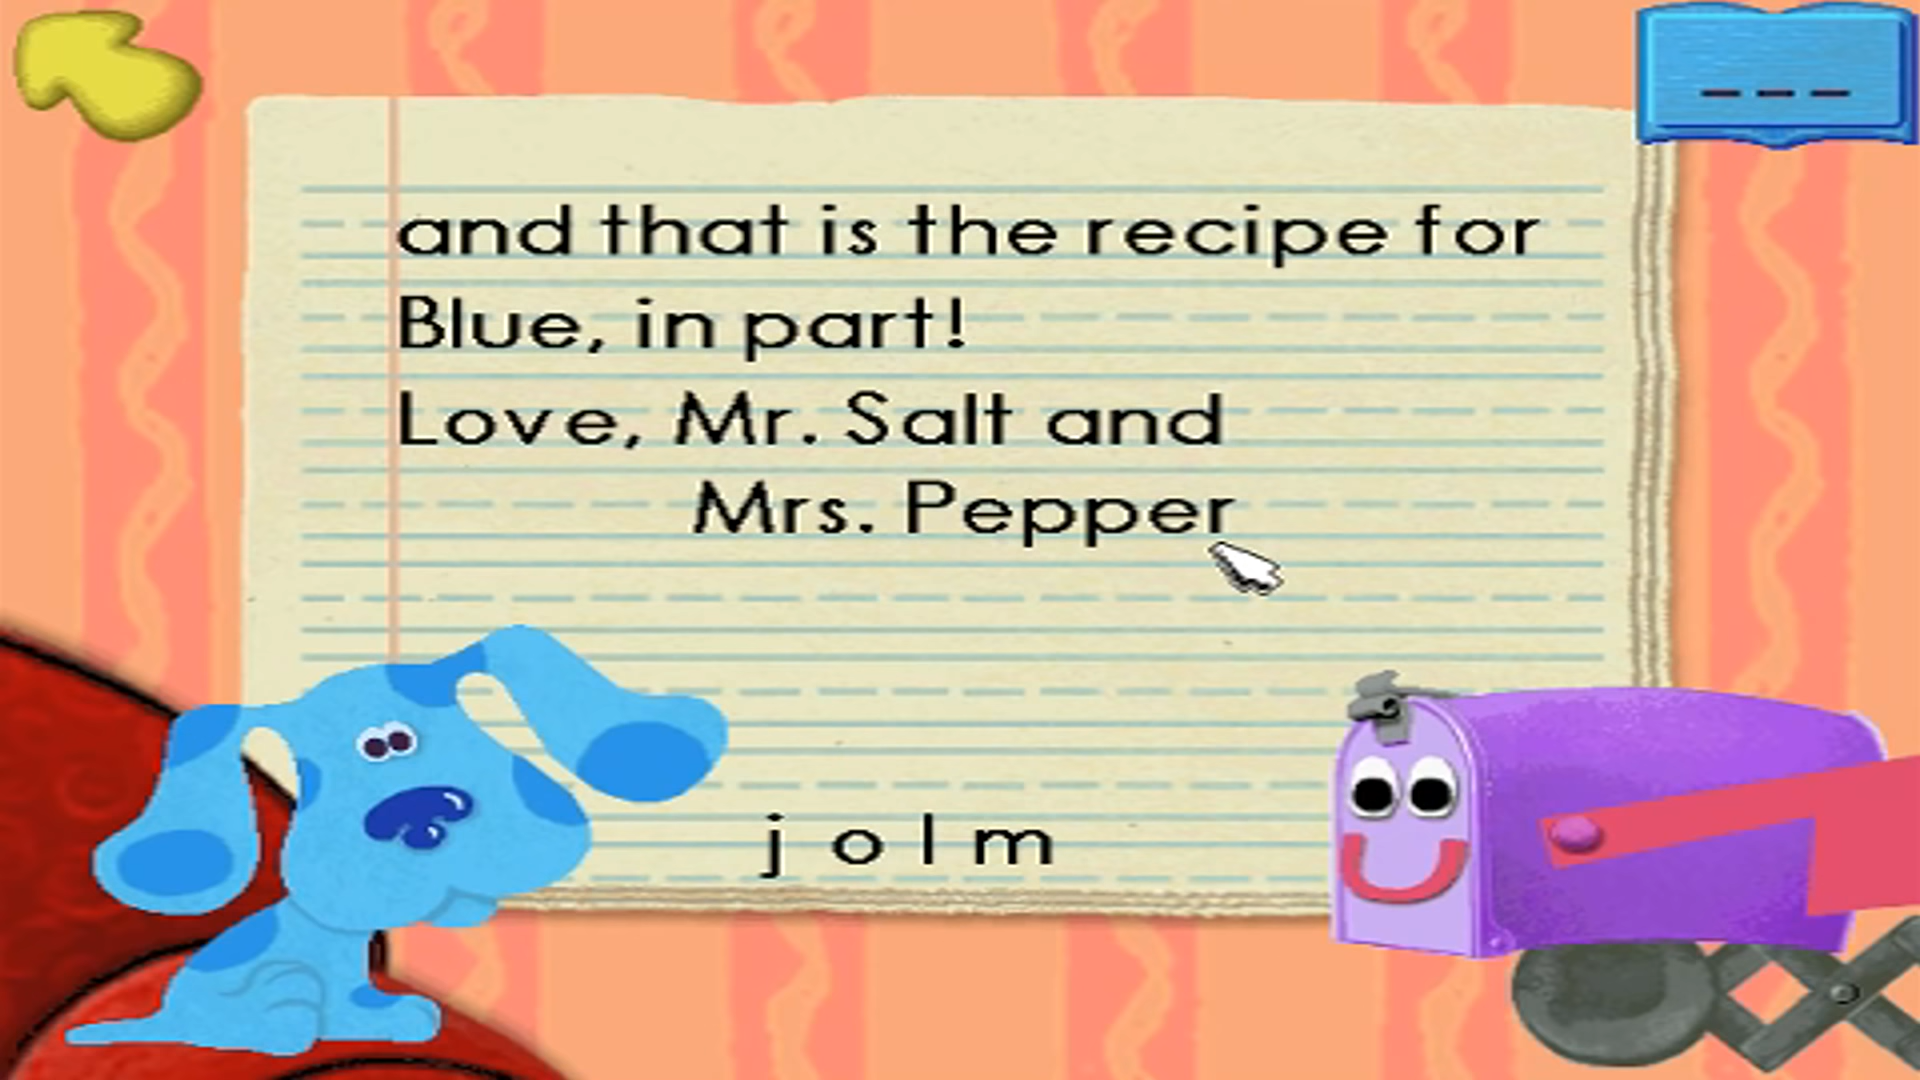 and that is the recipe for
Blue, in part!
Love, Mr. Salt and
Mrs. Pepper
j o l m